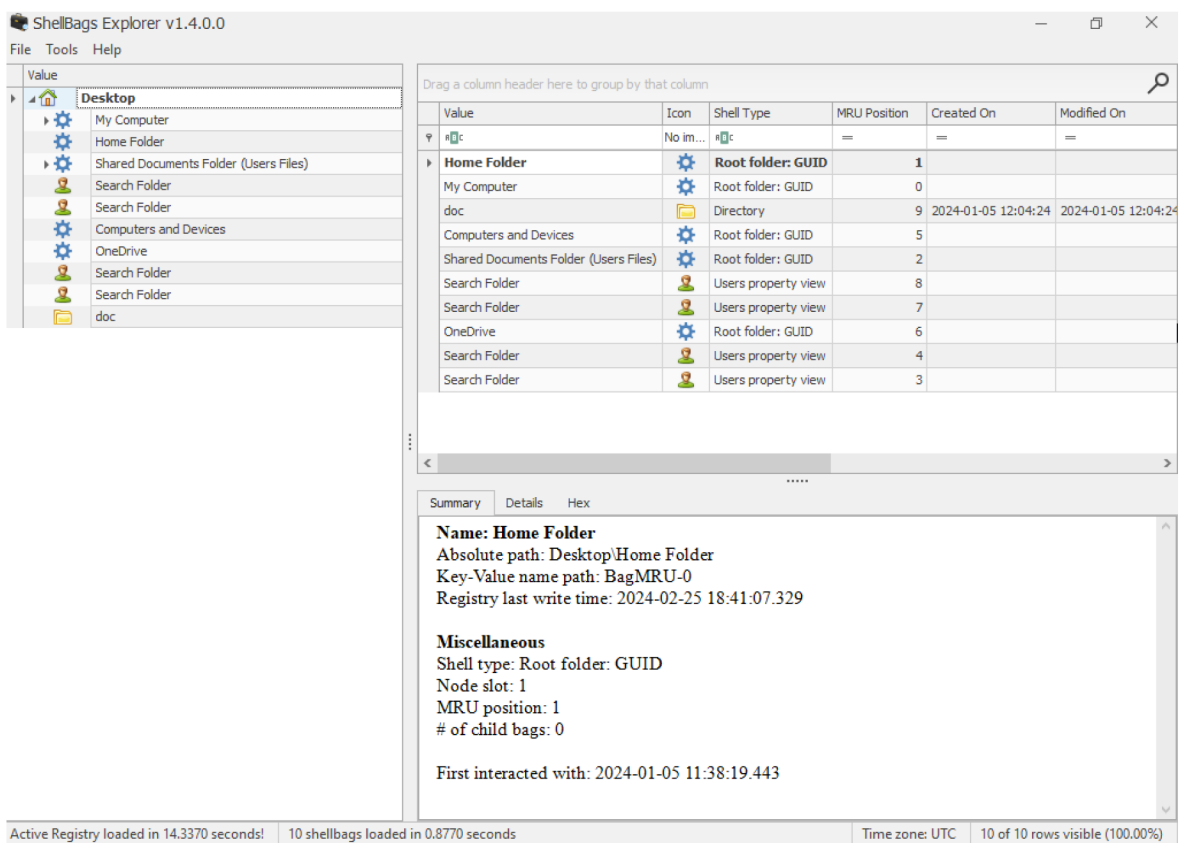 ShellBags Explorer v1.4.0.0
File Tools Help
Value
Desktop
My Computer
Home Folder
Shared Documents Folder (Users Files)
Search Folder
Search Folder
Computers and Devices
OneDrive
Search Folder
Search Folder
doc
Drag a column header here to group by that column
Value Icon Shell Type MRU Position Created On Modified On
No im... = = =
Home Folder Root folder: GUID 1
My Computer Root folder: GUID 0
doc Directory 9 2024-01-05 12:04:24 2024-01-05 12:04:24
Computers and Devices Root folder: GUID 5
Shared Documents Folder (Users Files) Root folder: GUID 2
Search Folder Users property view 8
Search Folder Users property view 7
OneDrive Root folder: GUID 6
Search Folder Users property view 4
Search Folder Users property view 3
Summary Details Hex
Name: Home Folder
Absolute path: Desktop\Home Folder
Key-Value name path: BagMRU-0
Registry last write time: 2024-02-25 18:41:07.329
Miscellaneous
Shell type: Root folder: GUID
Node slot: 1
MRU position: 1
# of child bags: 0
First interacted with: 2024-01-05 11:38:19.443
Active Registry loaded in 14.3370 seconds! 10 shellbags loaded in 0.8770 seconds Time zone: UTC 10 of 10 rows visible (100.00%)